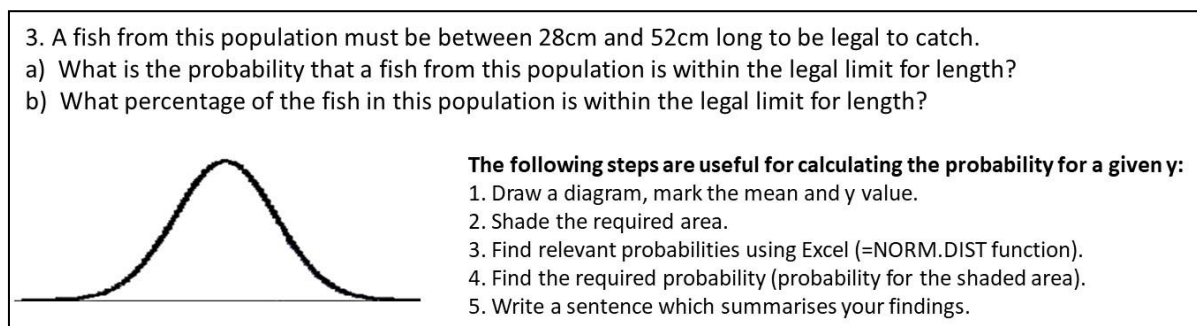 3. A fish from this population must be between 28cm and 52cm long to be legal to catch.
a) What is the probability that a fish from this population is within the legal limit for length?
b) What percentage of the fish in this population is within the legal limit for length?
The following steps are useful for calculating the probability for a given y:
1. Draw a diagram, mark the mean and y value.
2. Shade the required area.
3. Find relevant probabilities using Excel (=NORM.DIST function).
4. Find the required probability (probability for the shaded area).
5. Write a sentence which summarises your findings.